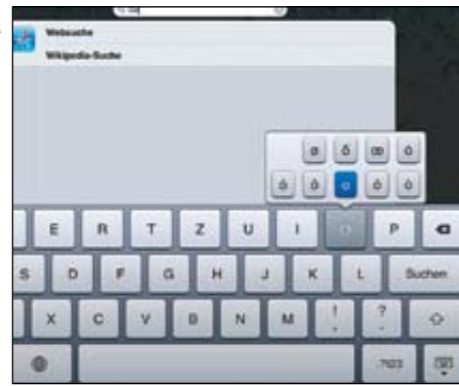 Websuche
Wikipedia-Suche
E R T Z U I P
S D F G H J K L Suchen
X C V B N M ! , ? .
.?123